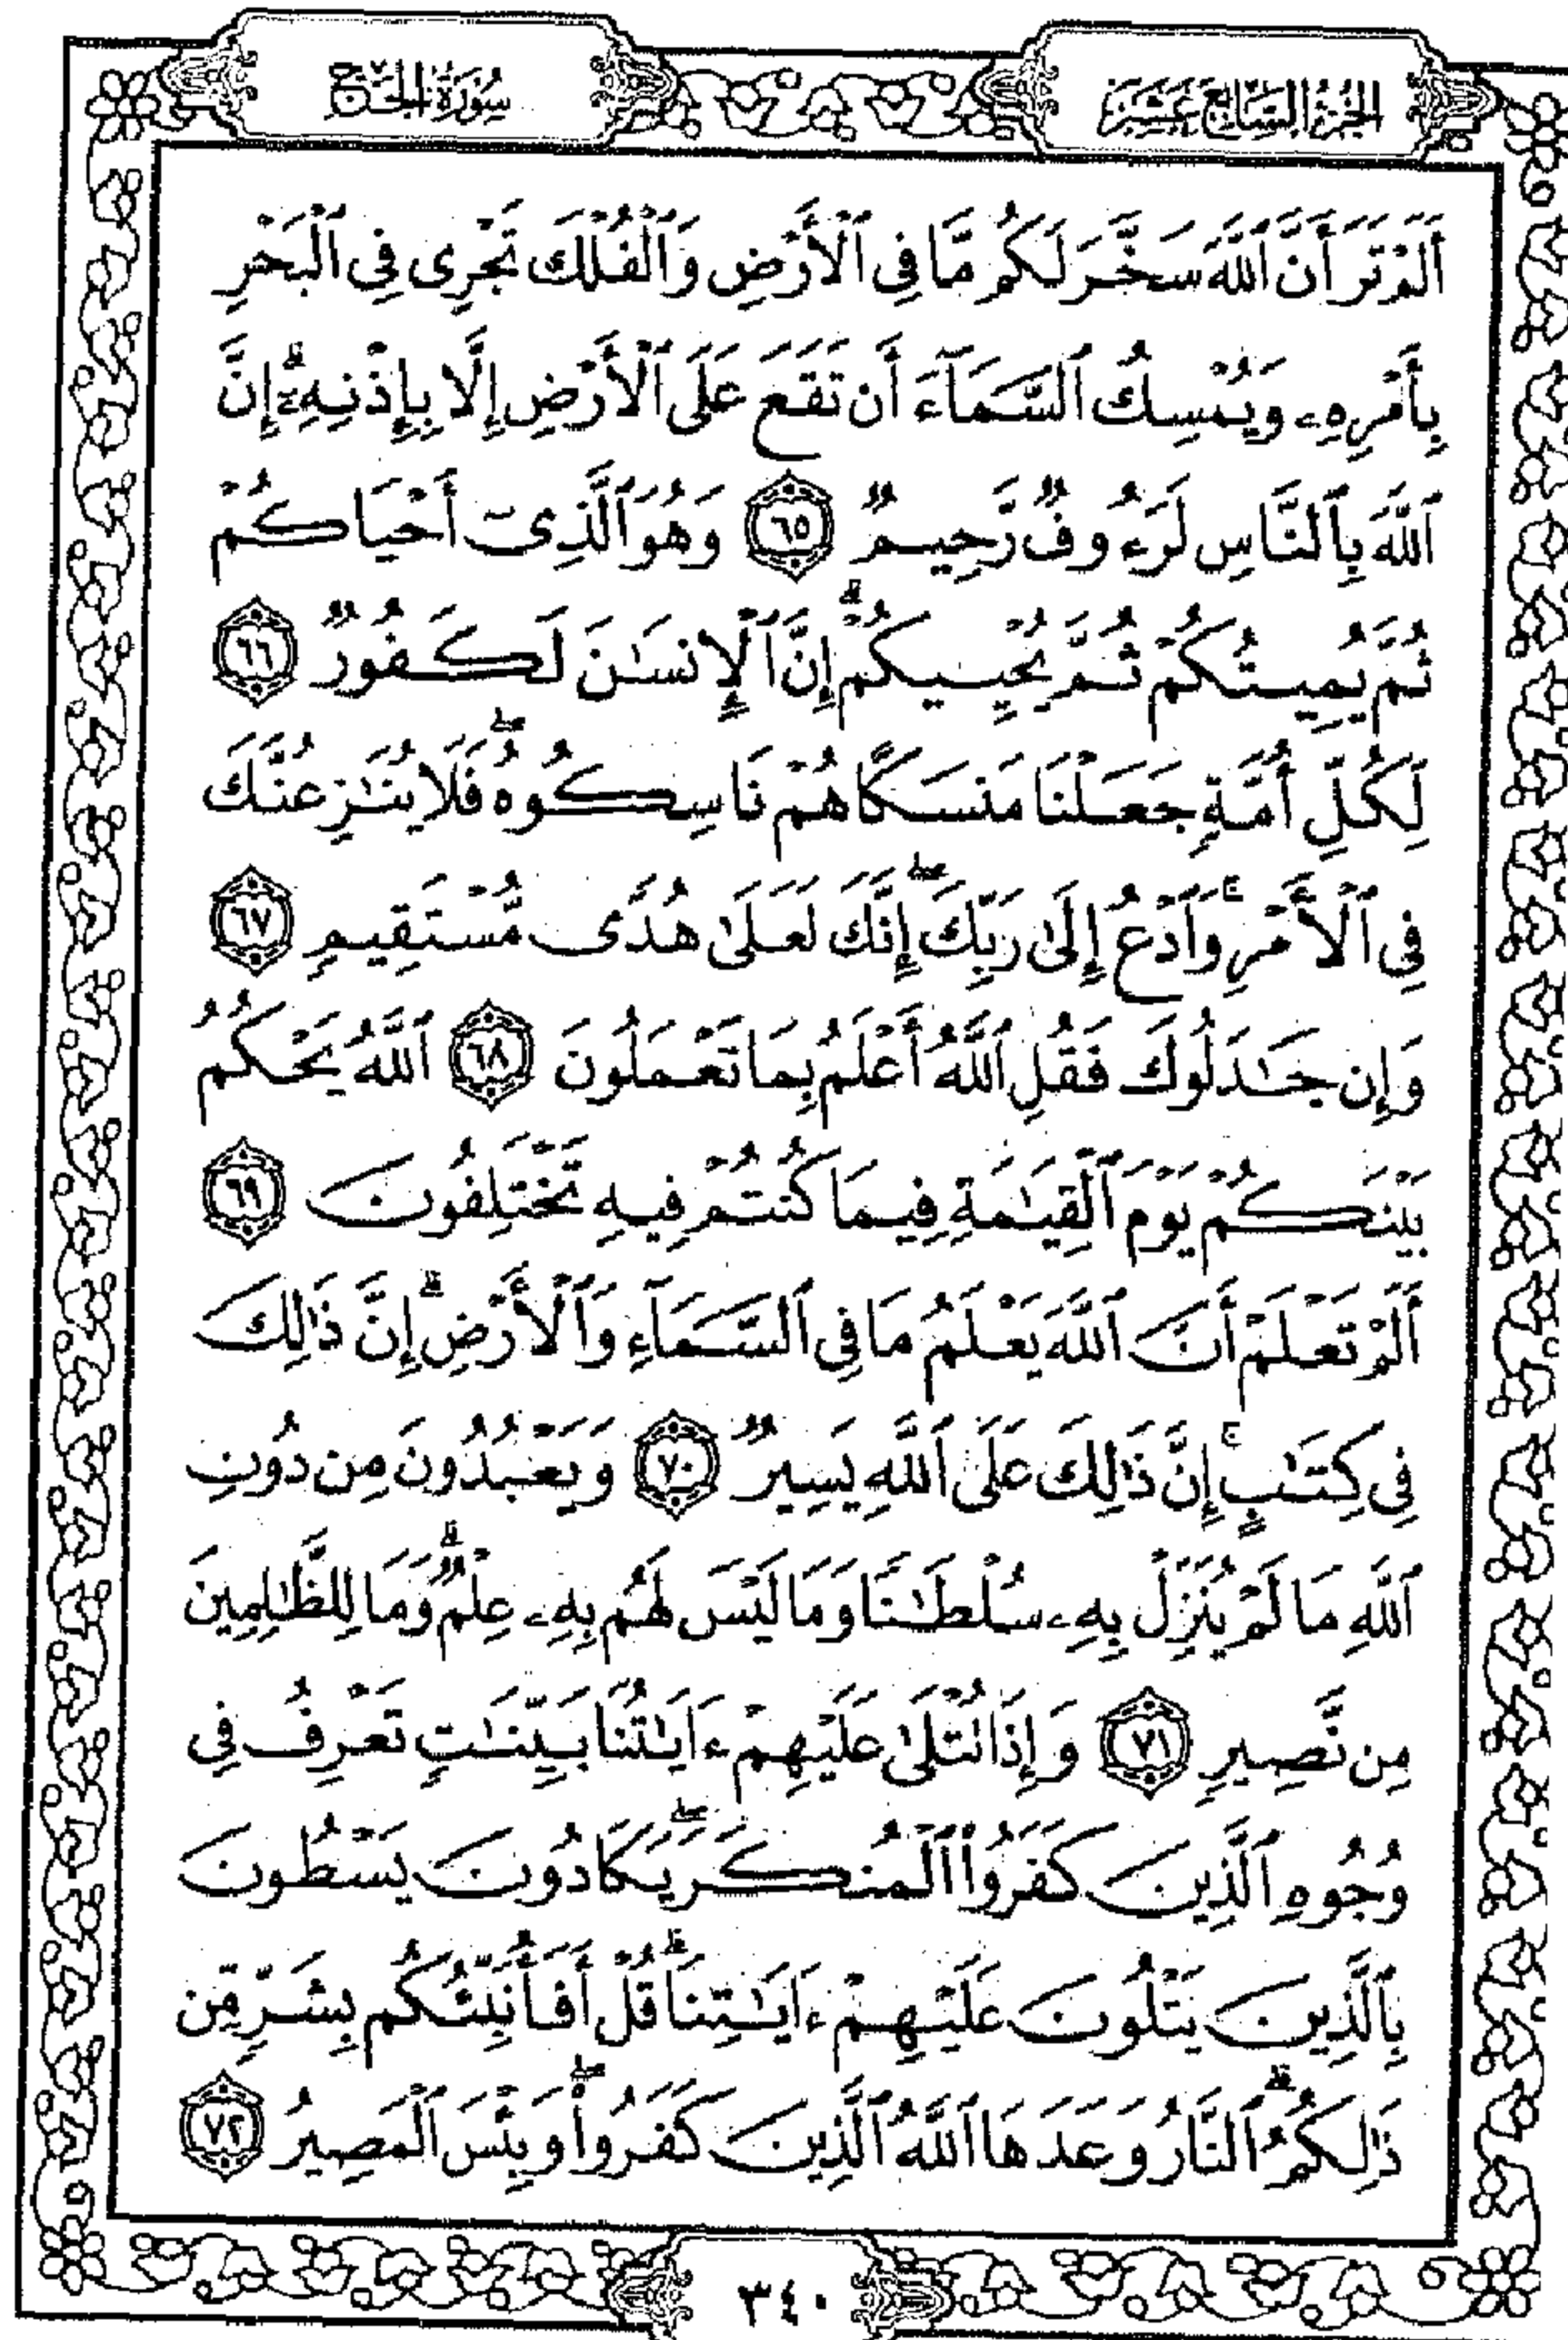 الجزء السابع عشر
سورة الحج
أَلَمْ تَرَ أَنَّ ٱللَّهَ سَخَّرَ لَكُم مَّا فِى ٱلْأَرْضِ وَٱلْفُلْكَ تَجْرِى فِى ٱلْبَحْرِ
بِأَمْرِهِۦ وَيُمْسِكُ ٱلسَّمَآءَ أَن تَقَعَ عَلَى ٱلْأَرْضِ إِلَّا بِإِذْنِهِۦٓ ۗ إِنَّ
ٱللَّهَ بِٱلنَّاسِ لَرَءُوفٌ رَّحِيمٌ ٦٥ وَهُوَ ٱلَّذِىٓ أَحْيَاكُمْ
ثُمَّ يُمِيتُكُمْ ثُمَّ يُحْيِيكُمْ ۗ إِنَّ ٱلْإِنسَـٰنَ لَكَفُورٌ ٦٦
لِّكُلِّ أُمَّةٍ جَعَلْنَا مَنسَكًا هُمْ نَاسِكُوهُ ۖ فَلَا يُنَـٰزِعُنَّكَ
فِى ٱلْأَمْرِ ۚ وَٱدْعُ إِلَىٰ رَبِّكَ ۖ إِنَّكَ لَعَلَىٰ هُدًى مُّسْتَقِيمٍ ٦٧
وَإِن جَـٰدَلُوكَ فَقُلِ ٱللَّهُ أَعْلَمُ بِمَا تَعْمَلُونَ ٦٨ ٱللَّهُ يَحْكُمُ
بَيْنَكُمْ يَوْمَ ٱلْقِيَـٰمَةِ فِيمَا كُنتُمْ فِيهِ تَخْتَلِفُونَ ٦٩
أَلَمْ تَعْلَمْ أَنَّ ٱللَّهَ يَعْلَمُ مَا فِى ٱلسَّمَآءِ وَٱلْأَرْضِ ۗ إِنَّ ذَٰلِكَ
فِى كِتَـٰبٍ ۚ إِنَّ ذَٰلِكَ عَلَى ٱللَّهِ يَسِيرٌ ٧٠ وَيَعْبُدُونَ مِن دُونِ
ٱللَّهِ مَا لَمْ يُنَزِّلْ بِهِۦ سُلْطَـٰنًا وَمَا لَيْسَ لَهُم بِهِۦ عِلْمٌ ۗ وَمَا لِلظَّـٰلِمِينَ
مِن نَّصِيرٍ ٧١ وَإِذَا تُتْلَىٰ عَلَيْهِمْ ءَايَـٰتُنَا بَيِّنَـٰتٍ تَعْرِفُ فِى
وُجُوهِ ٱلَّذِينَ كَفَرُوا۟ ٱلْمُنكَرَ ۖ يَكَادُونَ يَسْطُونَ
بِٱلَّذِينَ يَتْلُونَ عَلَيْهِمْ ءَايَـٰتِنَا ۗ قُلْ أَفَأُنَبِّئُكُم بِشَرٍّ مِّن
ذَٰلِكُمُ ۗ ٱلنَّارُ وَعَدَهَا ٱللَّهُ ٱلَّذِينَ كَفَرُوا۟ ۖ وَبِئْسَ ٱلْمَصِيرُ ٧٢
٣٤٠